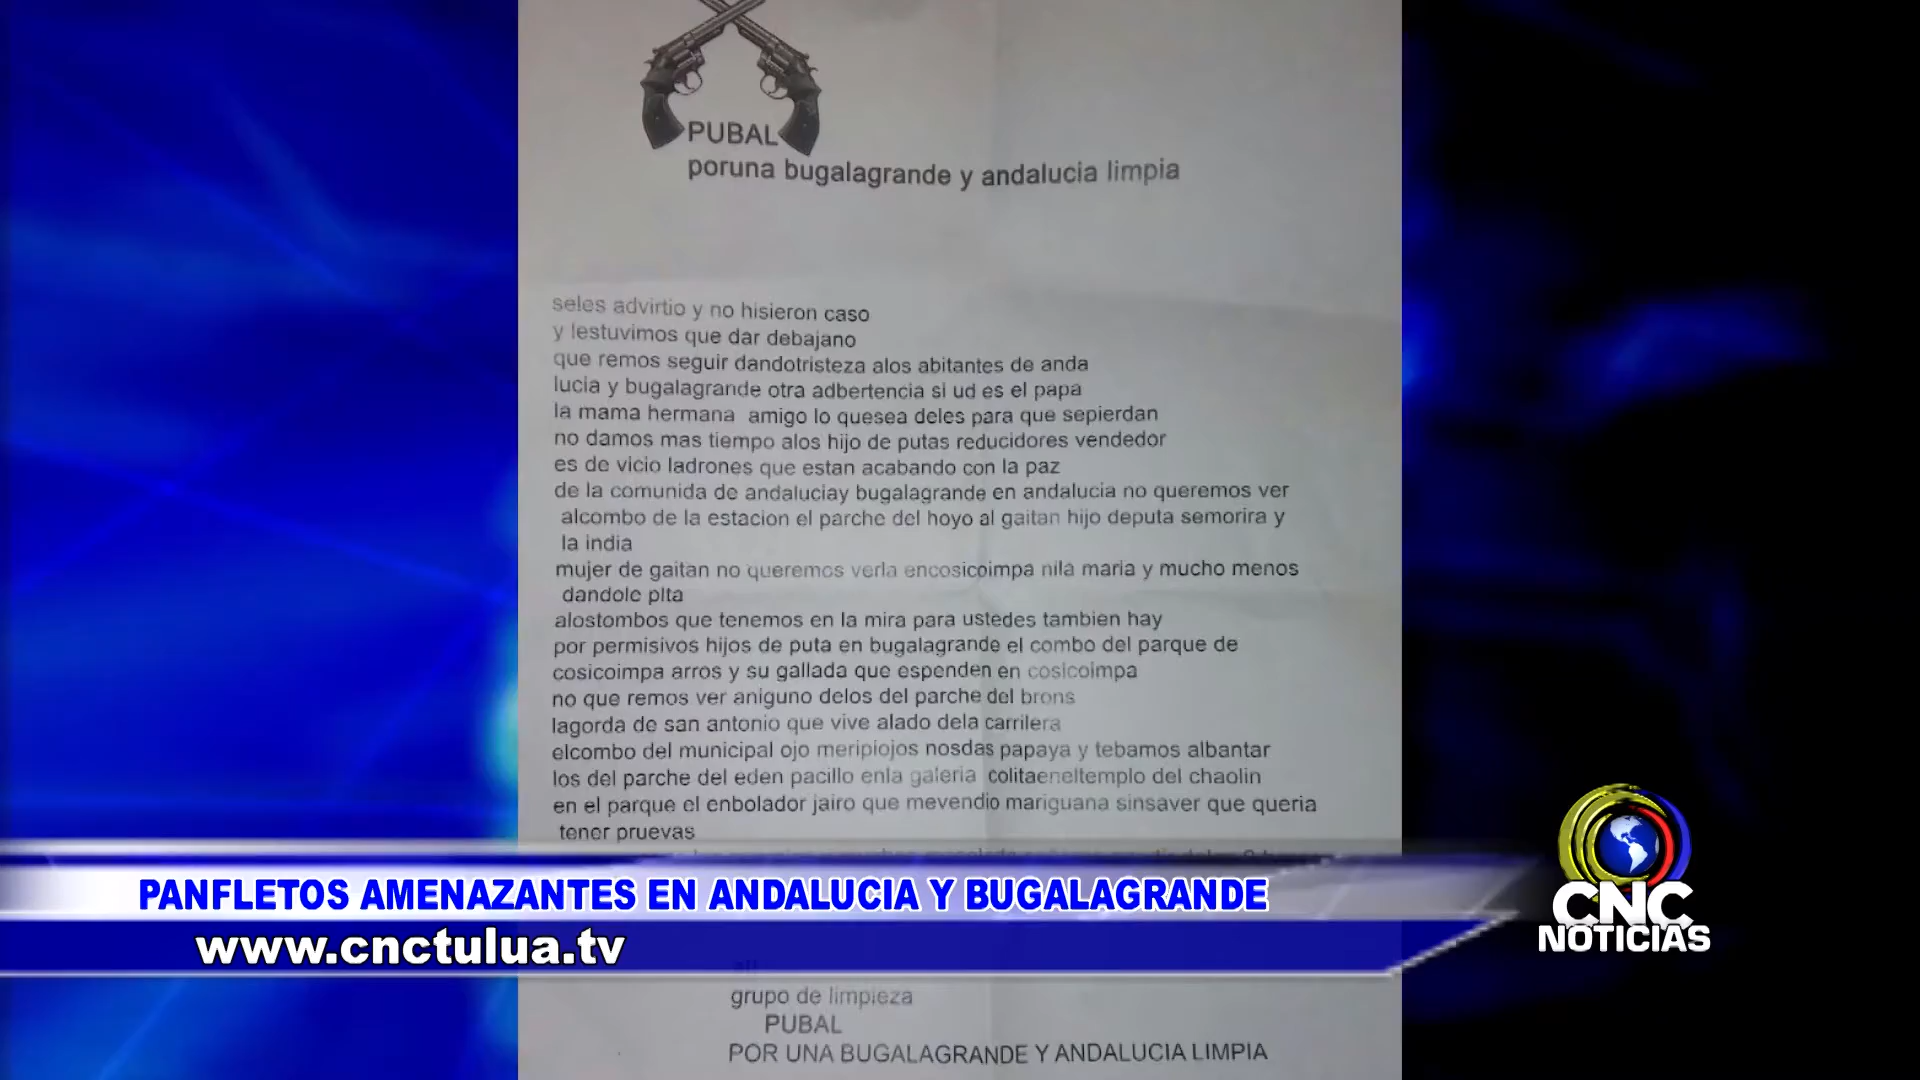 PUBAL
poruna bugalagrande y andalucia limpia
seles advirtio y no hisieron caso
y lestuvimos que dar debajano
que remos seguir dandotristeza alos abitantes de anda
lucia y bugalagrande otra adbertencia si ud es el papa
la mama hermana amigo lo quesea deles para que sepierdan
no damos mas tiempo alos hijo de putas reducidores vendedor
es de vicio ladrones que estan acabando con la paz
de la comunida de andaluciay bugalagrande en andalucia no queremos ver
alcombo de la estacion el parche del hoyo al gaitan hijo deputa semorira y
la india
mujer de gaitan no queremos verla encosicoimpa nila maria y mucho menos
dandole plta
alostombos que tenemos en la mira para ustedes tambien hay
por permisivos hijos de puta en bugalagrande el combo del parque de
cosicoimpa arros y su gallada que espenden en cosicoimpa
no que remos ver aniguno delos del parche del brons
lagorda de san antonio que vive alado dela carrilera
elcombo del municipal ojo meripiojos nosdas papaya y tebamos albantar
los del parche del eden pacillo enla galeria colitaeneltemplo del chaolin
en el parque el enbolador jairo que mevendio mariguana sinsaver que queria
tener pruevas
PANFLETOS AMENAZANTES EN ANDALUCIA Y BUGALAGRANDE
www.cnctulua.tv
CNC
NOTICIAS
grupo de limpieza
PUBAL
POR UNA BUGALAGRANDE Y ANDALUCIA LIMPIA